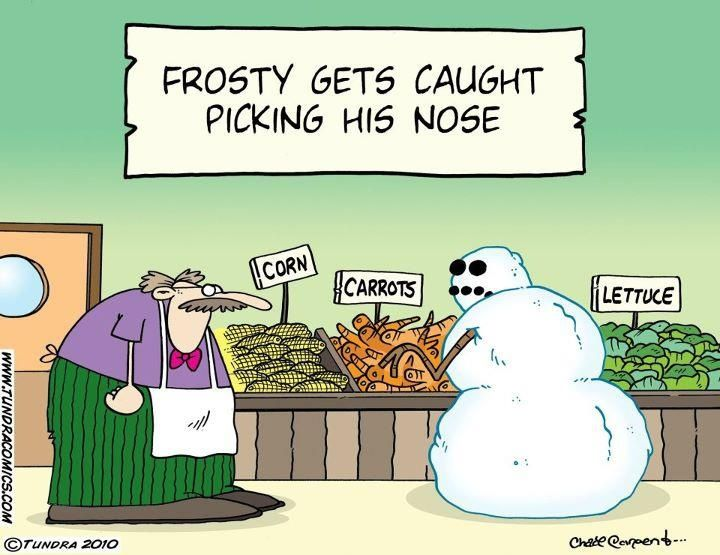 FROSTY GETS CAUGHT
PICKING HIS NOSE
CORN
CARROTS
LETTUCE
WWW.TUNDRACOMICS.COM
©TUNDRA 2010